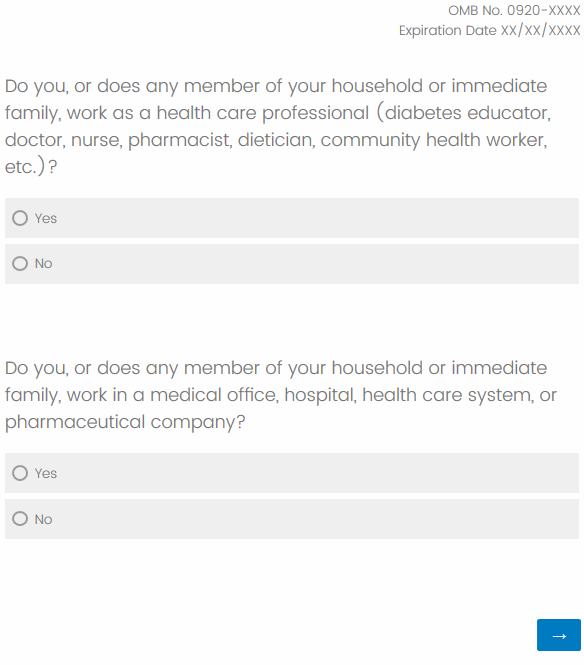 OMB No. 0920-XXXX
Expiration Date XX/XX/XXXX
Do you, or does any member of your household or immediate
family, work as a health care professional (diabetes educator,
doctor, nurse, pharmacist, dietician, community health worker,
etc.)?
Yes
No
Do you, or does any member of your household or immediate
family, work in a medical office, hospital, health care system, or
pharmaceutical company?
Yes
No
→